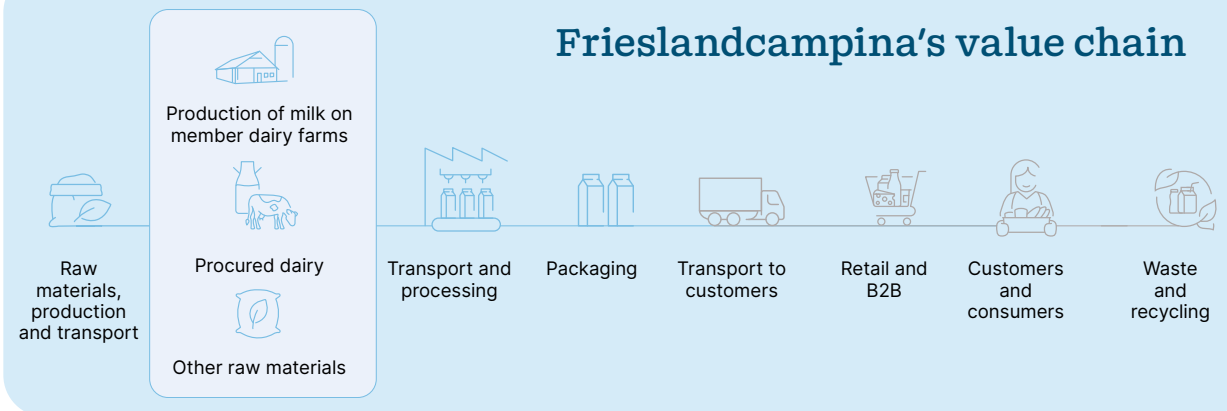 Frieslandcampina's value chain
Raw
materials,
production
and transport
Production of milk on
member dairy farms
Procured dairy
Other raw materials
Transport and
processing
Packaging
Transport to
customers
Retail and
B2B
Customers
and
consumers
Waste
and
recycling